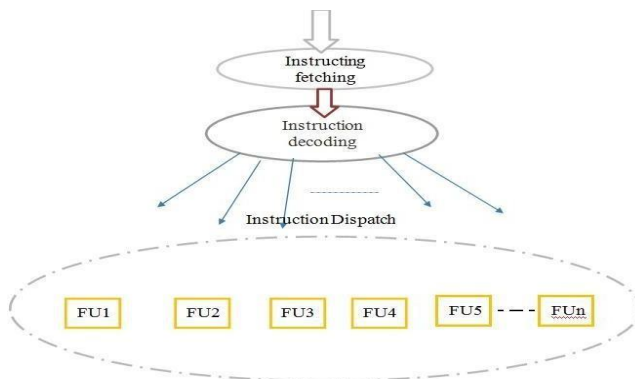 Instructing
fetching
Instruction
decoding
Instruction Dispatch
FU1 FU2 FU3 FU4 FU5 FUn